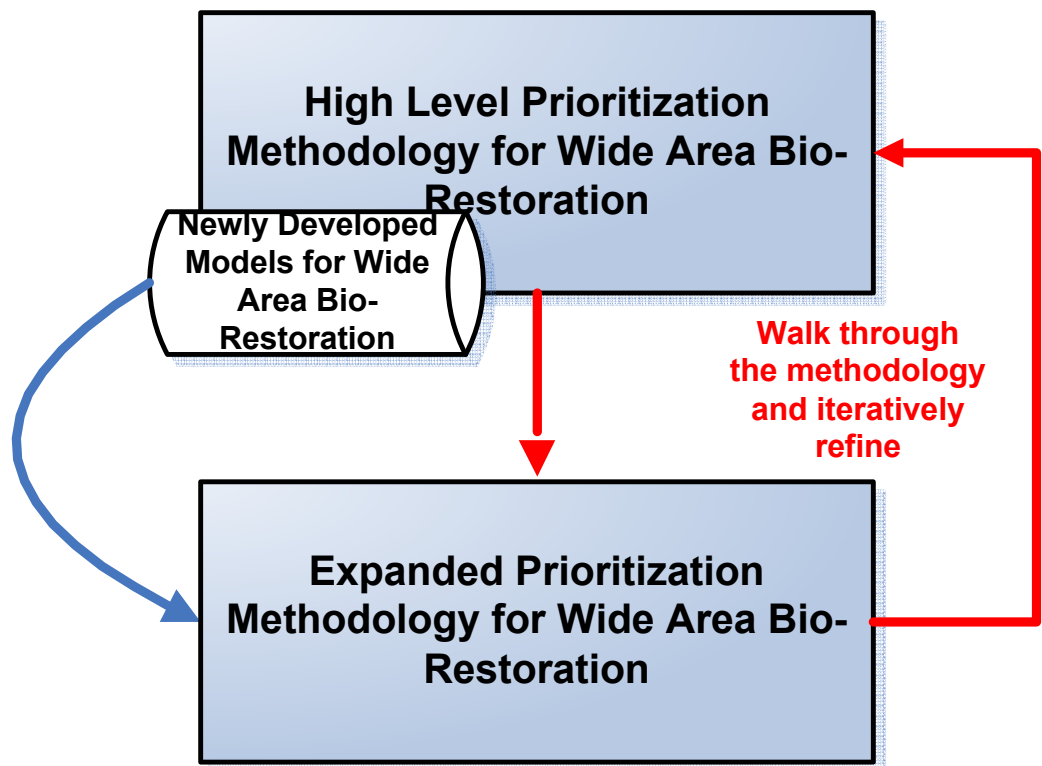 High Level Prioritization
Methodology for Wide Area Bio-
Restoration
Newly Developed
Models for Wide
Area Bio-
Restoration
Walk through
the methodology
and iteratively
refine
Expanded Prioritization
Methodology for Wide Area Bio-
Restoration